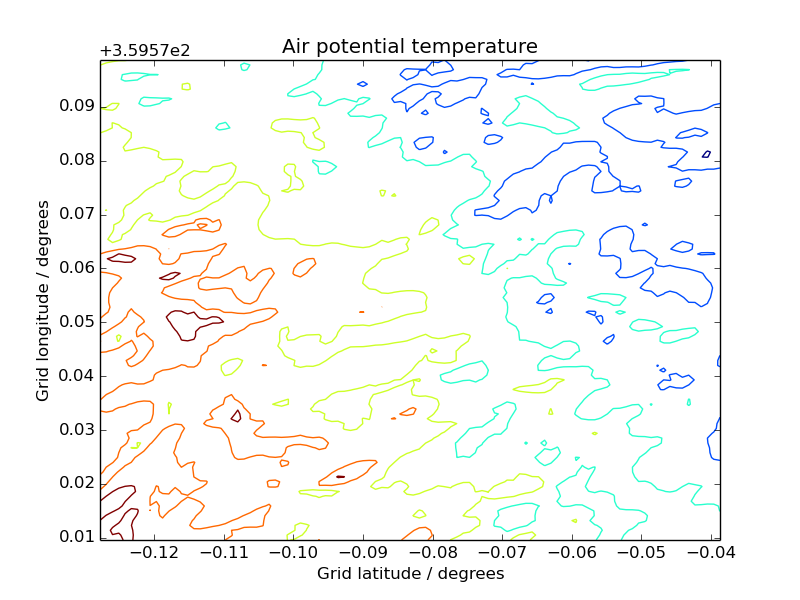 +3.5957e2
Air potential temperature
0.09
0.08
0.07
0.06
0.05
0.04
0.03
0.02
0.01
Grid longitude / degrees
−0.12 −0.11 −0.10 −0.09 −0.08 −0.07 −0.06 −0.05 −0.04
Grid latitude / degrees